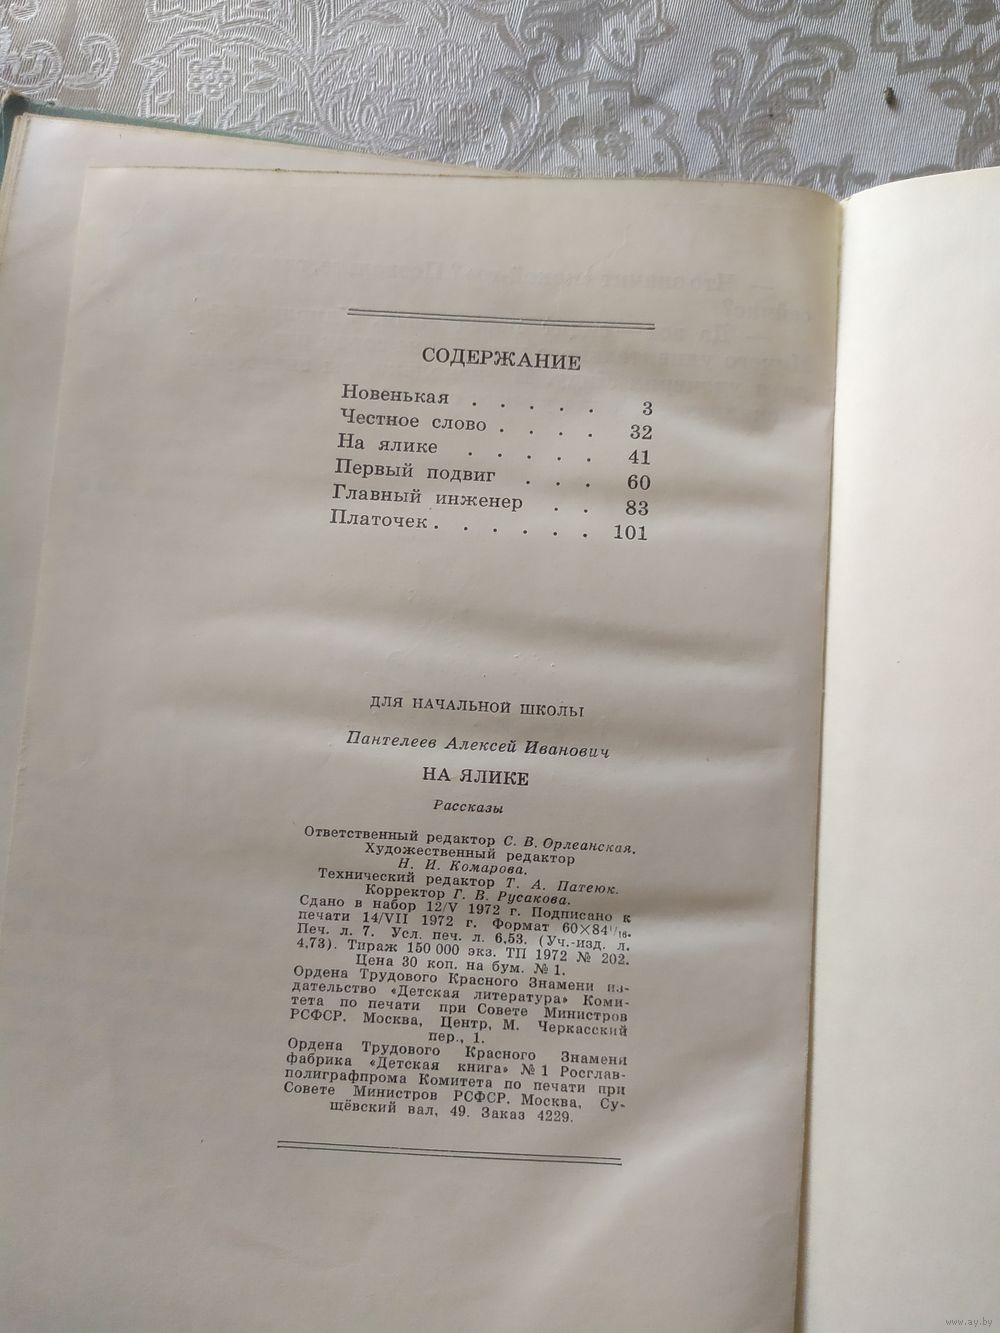 СОДЕРЖАНИЕ
Новенькая . . . . . 3
Честное слово . . . . 32
На ялике . . . . . 41
Первый подвиг . . . 60
Главный инженер . . 83
Платочек . . . . . . 101
ДЛЯ НАЧАЛЬНОЙ ШКОЛЫ
Пантелеев Алексей Иванович
НА ЯЛИКЕ
Рассказы
Ответственный редактор С. В. Орлеанская.
Художественный редактор
Н. И. Комарова.
Технический редактор Т. А. Патеюк.
Корректор Г. В. Русакова.
Сдано в набор 12/V 1972 г. Подписано к
печати 14/VII 1972 г. Формат 60×84¹/₁₆.
Печ. л. 7. Усл. печ. л. 6,53. (Уч.-изд. л.
4,73). Тираж 150 000 экз. ТП 1972 № 202.
Цена 30 коп. на бум. № 1.
Ордена Трудового Красного Знамени из-
дательство «Детская литература» Коми-
тета по печати при Совете Министров
РСФСР. Москва, Центр, М. Черкасский
пер., 1.
Ордена Трудового Красного Знамени
фабрика «Детская книга» № 1 Росглав-
полиграфпрома Комитета по печати при
Совете Министров РСФСР. Москва, Су-
щёвский вал, 49. Заказ 4229.
www.ay.by